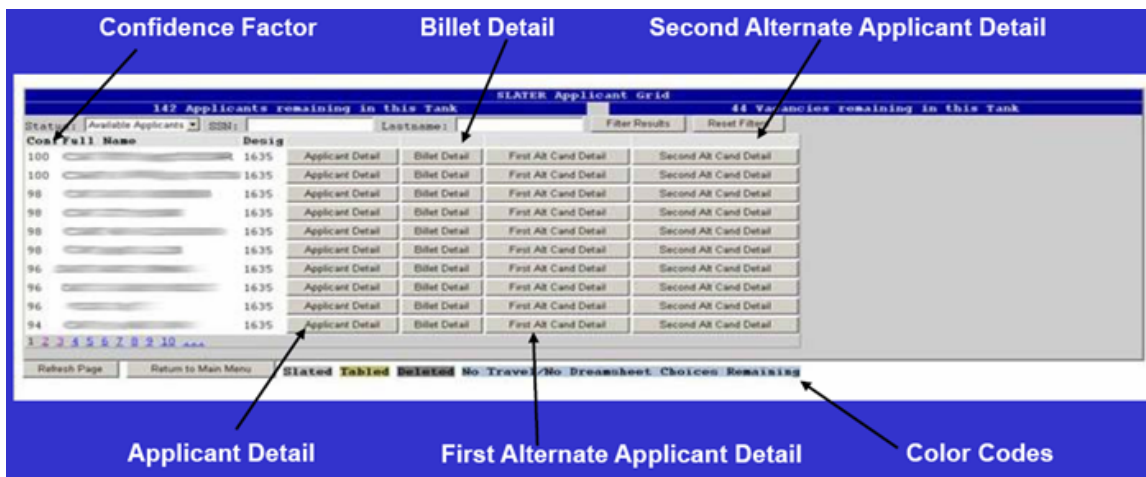 Confidence Factor Billet Detail Second Alternate Applicant Detail
SLATER Applicant Grid
142 Applicants remaining in this Tank 44 Vacancies remaining in this Tank
Status: Available Applicants SSN: Lastname: Filter Results Reset Filters
Conf Full Name Desig
100 1635 Applicant Detail Billet Detail First Alt Cand Detail Second Alt Cand Detail
100 1635 Applicant Detail Billet Detail First Alt Cand Detail Second Alt Cand Detail
98 1635 Applicant Detail Billet Detail First Alt Cand Detail Second Alt Cand Detail
98 1635 Applicant Detail Billet Detail First Alt Cand Detail Second Alt Cand Detail
98 1635 Applicant Detail Billet Detail First Alt Cand Detail Second Alt Cand Detail
98 1635 Applicant Detail Billet Detail First Alt Cand Detail Second Alt Cand Detail
96 1635 Applicant Detail Billet Detail First Alt Cand Detail Second Alt Cand Detail
96 1635 Applicant Detail Billet Detail First Alt Cand Detail Second Alt Cand Detail
96 1635 Applicant Detail Billet Detail First Alt Cand Detail Second Alt Cand Detail
94 1635 Applicant Detail Billet Detail First Alt Cand Detail Second Alt Cand Detail
1 2 3 4 5 6 7 8 9 10 ...
Refresh Page Return to Main Menu Slated Tabled Deleted No Travel/No Dreamsheet Choices Remaining
Applicant Detail First Alternate Applicant Detail Color Codes